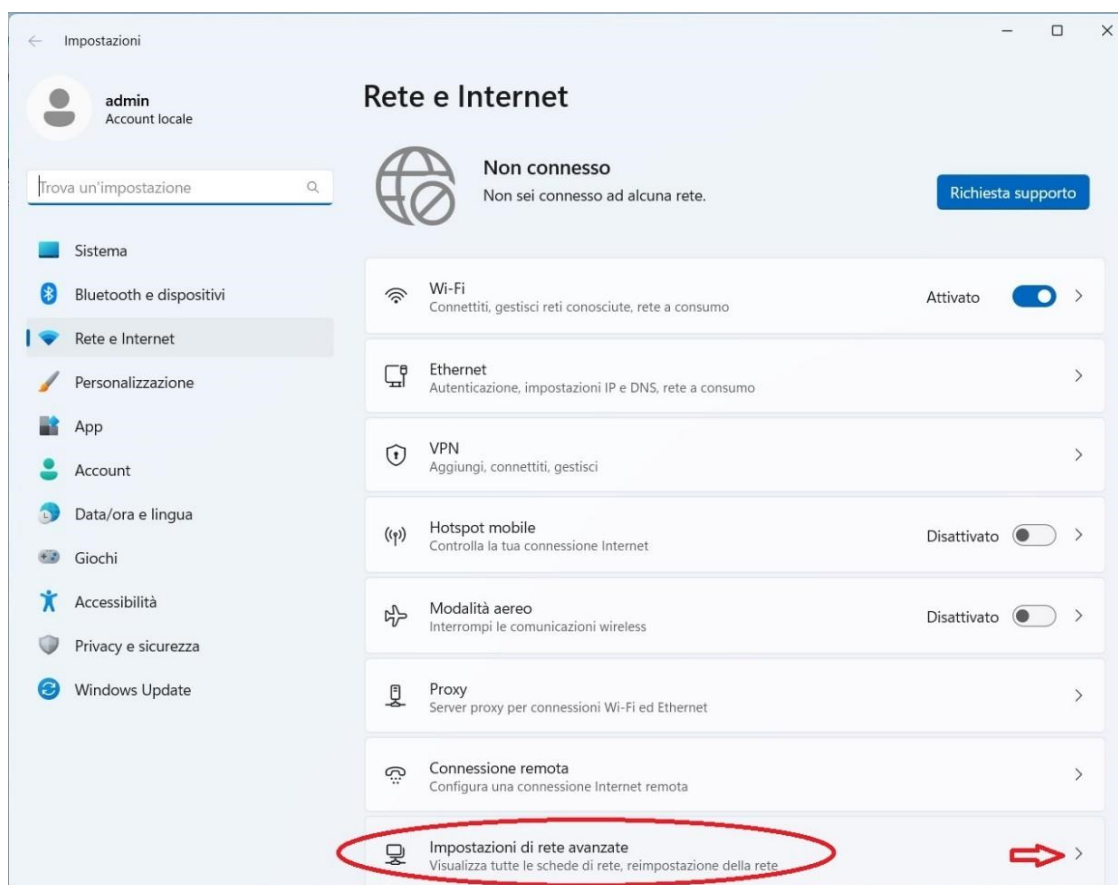 Impostazioni
admin
Account locale
Trova un'impostazione
Sistema
Bluetooth e dispositivi
Rete e Internet
Personalizzazione
App
Account
Data/ora e lingua
Giochi
Accessibilità
Privacy e sicurezza
Windows Update
Rete e Internet
Non connesso
Non sei connesso ad alcuna rete.
Richiesta supporto
Wi-Fi
Connettiti, gestisci reti conosciute, rete a consumo
Attivato
Ethernet
Autenticazione, impostazioni IP e DNS, rete a consumo
VPN
Aggiungi, connettiti, gestisci
Hotspot mobile
Controlla la tua connessione Internet
Disattivato
Modalità aereo
Interrompi le comunicazioni wireless
Disattivato
Proxy
Server proxy per connessioni Wi-Fi ed Ethernet
Connessione remota
Configura una connessione Internet remota
Impostazioni di rete avanzate
Visualizza tutte le schede di rete, reimpostazione della rete